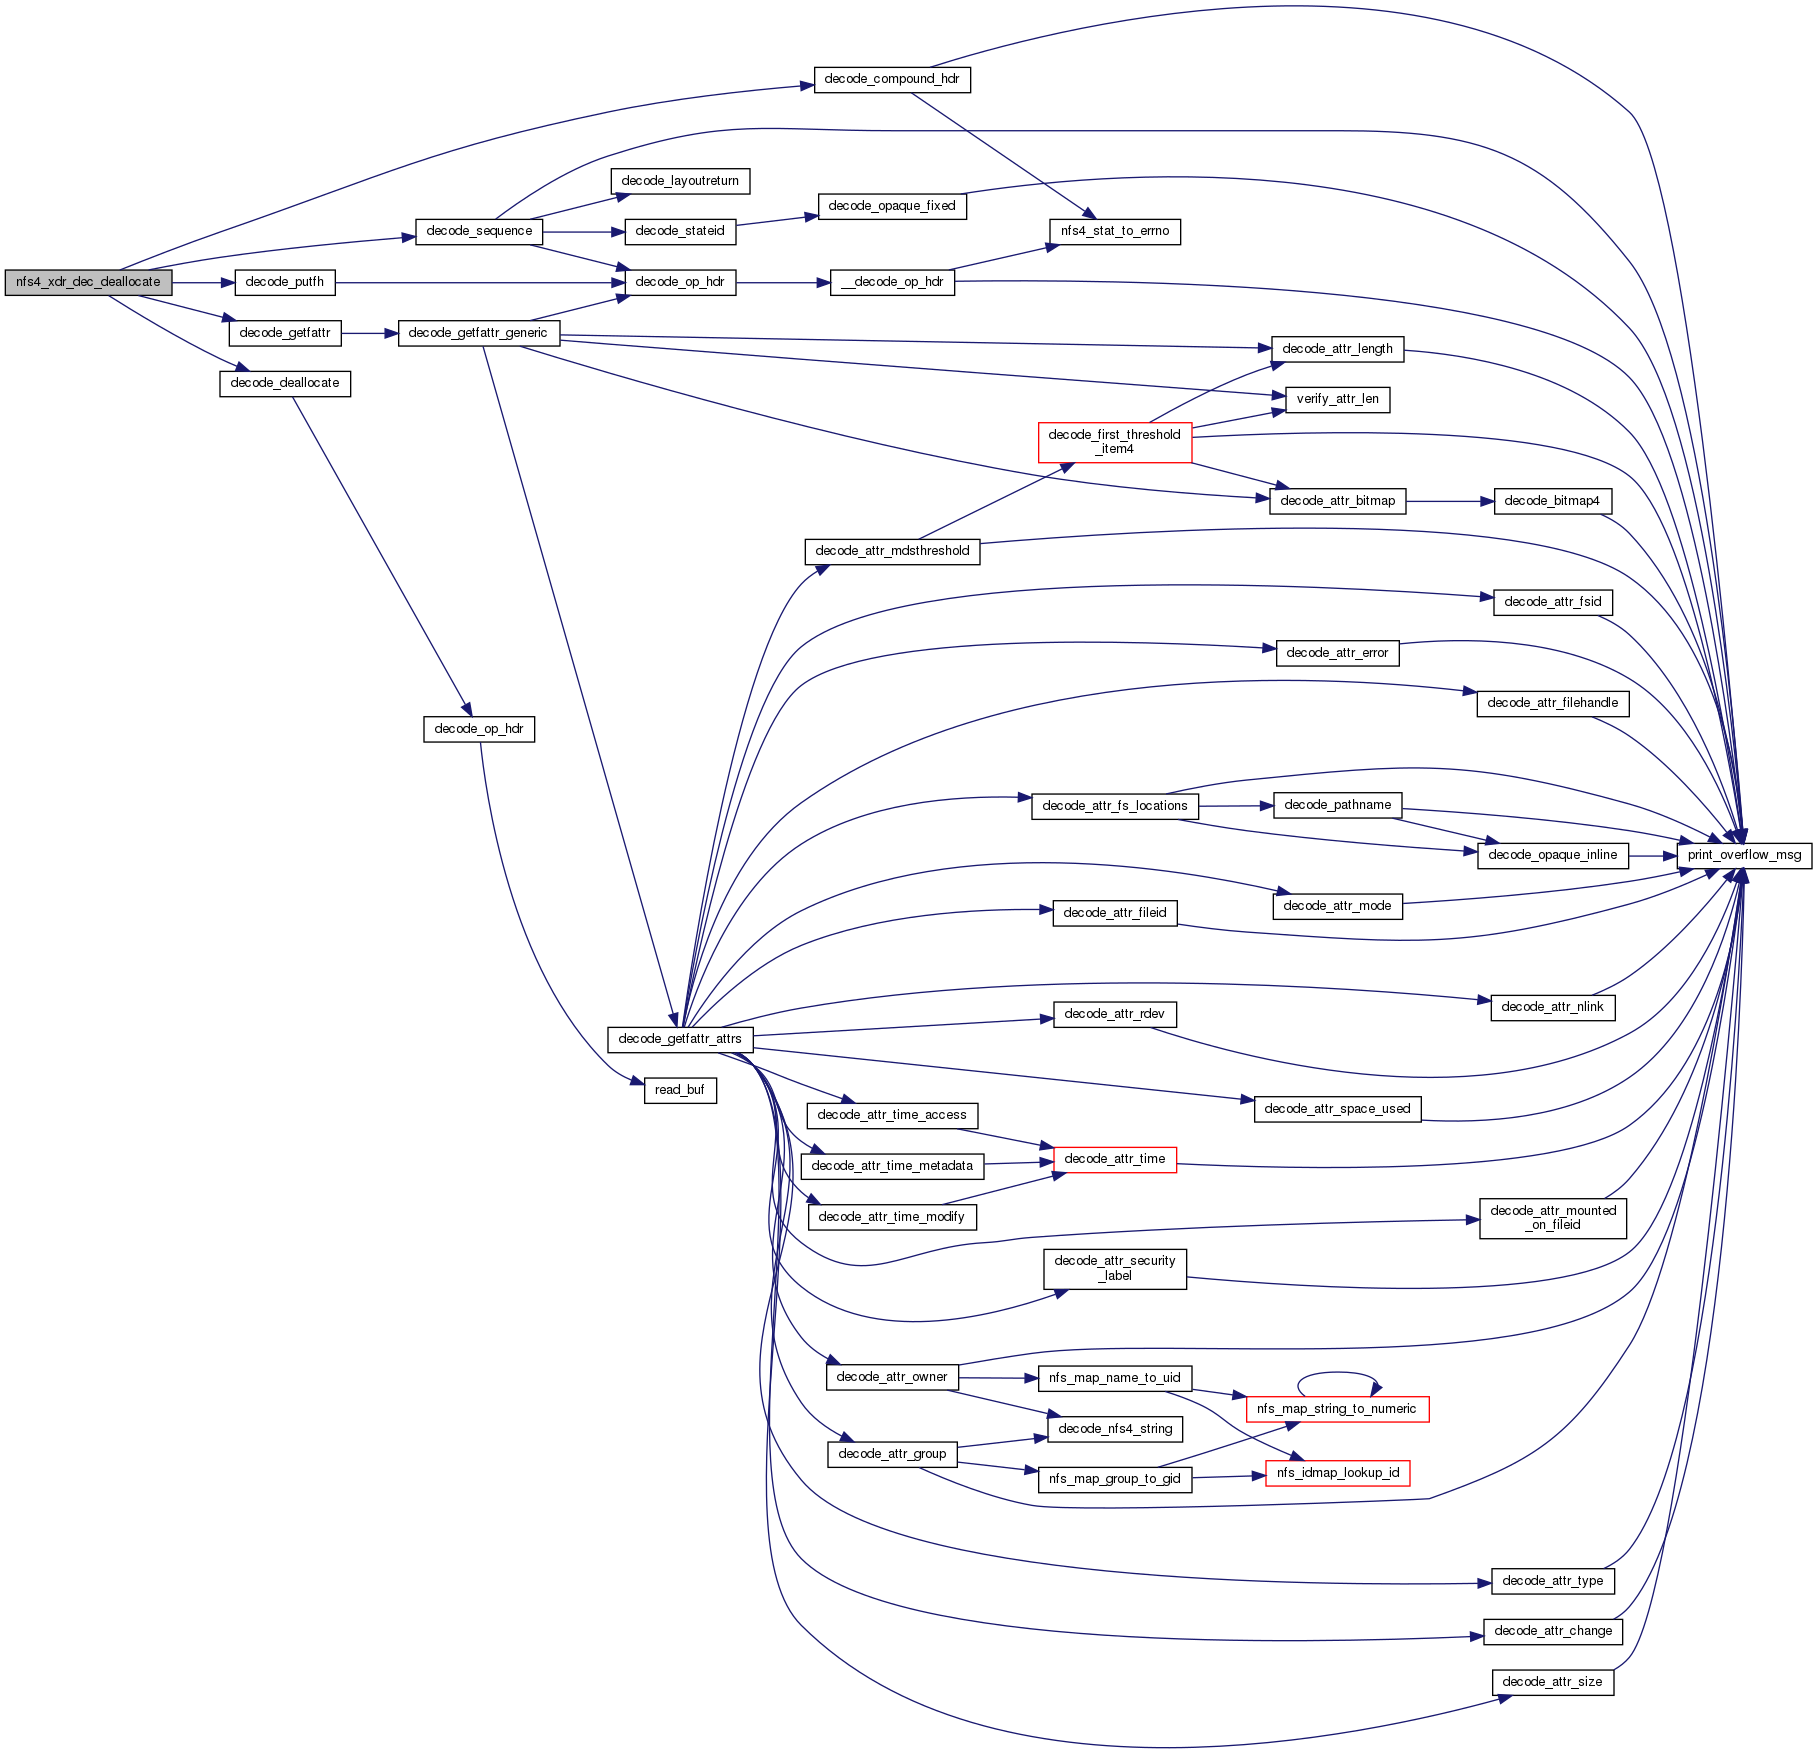 decode_compound_hdr
decode_layoutreturn
decode_opaque_fixed
decode_sequence
decode_stateid
nfs4_stat_to_errno
nfs4_xdr_dec_deallocate
decode_putfh
decode_op_hdr
__decode_op_hdr
decode_getfattr
decode_getfattr_generic
decode_attr_length
decode_deallocate
verify_attr_len
decode_first_threshold
_item4
decode_attr_bitmap
decode_bitmap4
decode_attr_mdsthreshold
decode_attr_fsid
decode_attr_error
decode_attr_filehandle
decode_op_hdr
decode_attr_fs_locations
decode_pathname
decode_opaque_inline
print_overflow_msg
decode_attr_mode
decode_attr_fileid
decode_attr_nlink
decode_attr_rdev
decode_getfattr_attrs
read_buf
decode_attr_space_used
decode_attr_time_access
decode_attr_time
decode_attr_time_metadata
decode_attr_time_modify
decode_attr_mounted
_on_fileid
decode_attr_security
_label
decode_attr_owner
nfs_map_name_to_uid
nfs_map_string_to_numeric
decode_nfs4_string
decode_attr_group
nfs_map_group_to_gid
nfs_idmap_lookup_id
decode_attr_type
decode_attr_change
decode_attr_size